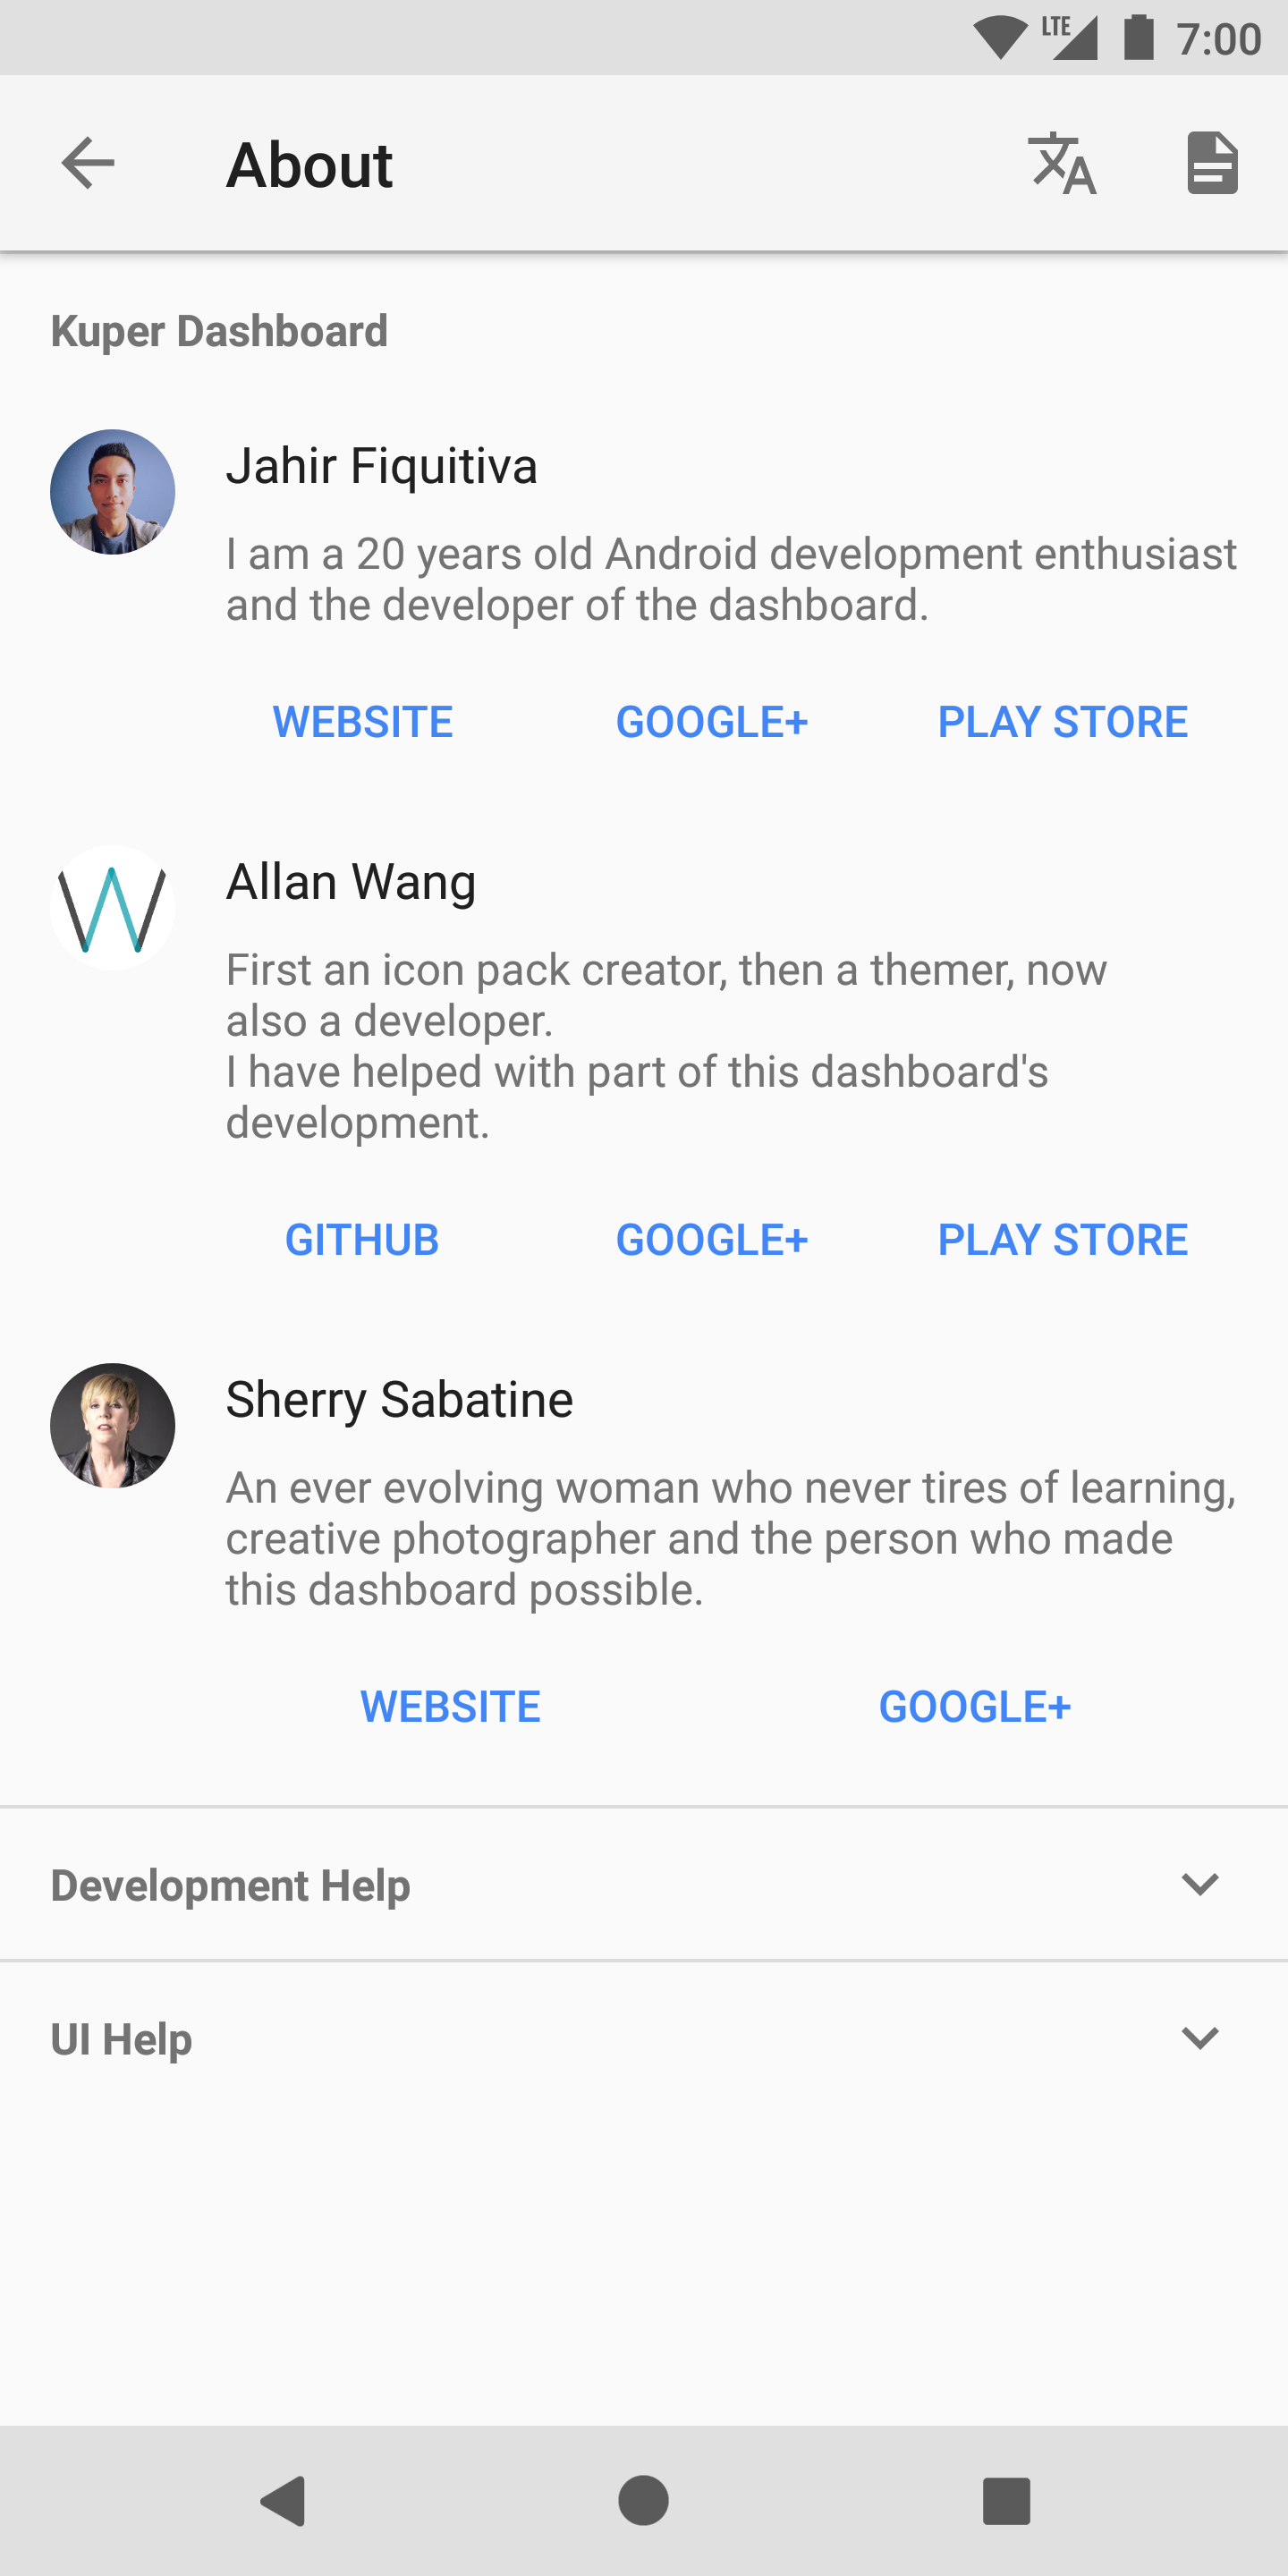 LTE 7:00
About
Kuper Dashboard
Jahir Fiquitiva
I am a 20 years old Android development enthusiast
and the developer of the dashboard.
WEBSITE GOOGLE+ PLAY STORE
Allan Wang
First an icon pack creator, then a themer, now
also a developer.
I have helped with part of this dashboard's
development.
GITHUB GOOGLE+ PLAY STORE
Sherry Sabatine
An ever evolving woman who never tires of learning,
creative photographer and the person who made
this dashboard possible.
WEBSITE GOOGLE+
Development Help
UI Help